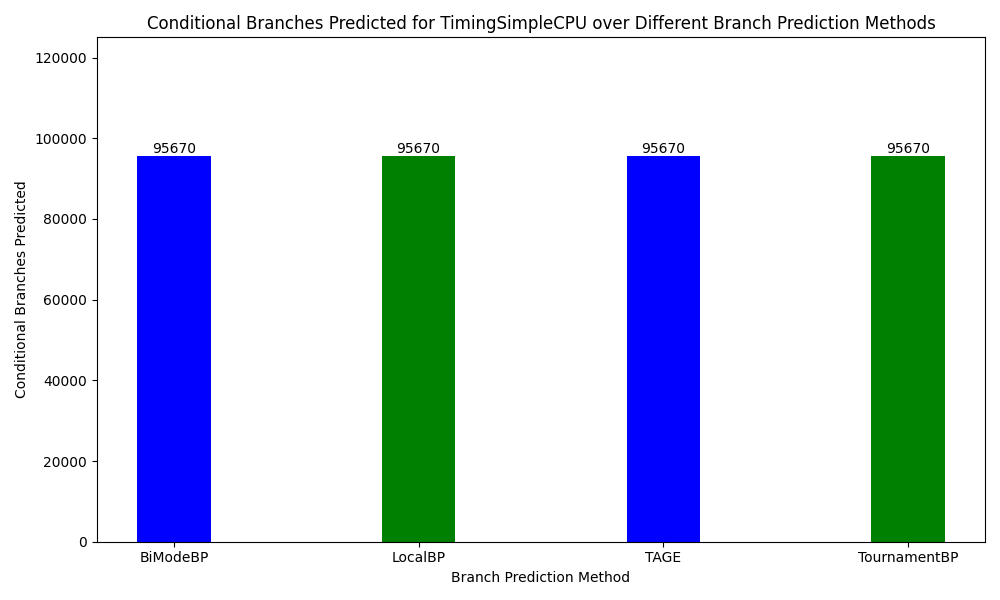 Conditional Branches Predicted for TimingSimpleCPU over Different Branch Prediction Methods
120000
100000
80000
60000
40000
20000
0
Conditional Branches Predicted
95670 95670 95670 95670
BiModeBP LocalBP TAGE TournamentBP
Branch Prediction Method